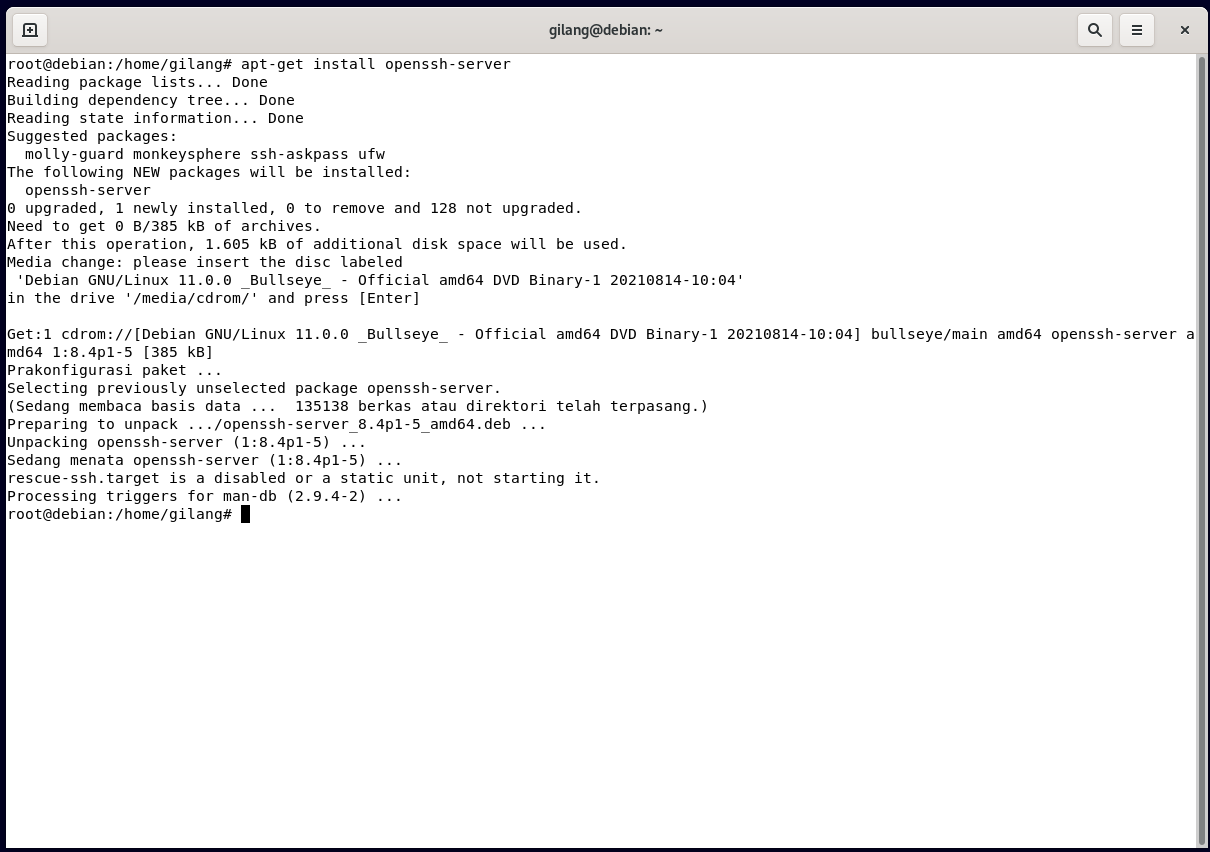 gilang@debian: ~
root@debian:/home/gilang# apt-get install openssh-server
Reading package lists... Done
Building dependency tree... Done
Reading state information... Done
Suggested packages:
  molly-guard monkeysphere ssh-askpass ufw
The following NEW packages will be installed:
  openssh-server
0 upgraded, 1 newly installed, 0 to remove and 128 not upgraded.
Need to get 0 B/385 kB of archives.
After this operation, 1.605 kB of additional disk space will be used.
Media change: please insert the disc labeled
 'Debian GNU/Linux 11.0.0 _Bullseye_ - Official amd64 DVD Binary-1 20210814-10:04'
in the drive '/media/cdrom/' and press [Enter]

Get:1 cdrom://[Debian GNU/Linux 11.0.0 _Bullseye_ - Official amd64 DVD Binary-1 20210814-10:04] bullseye/main amd64 openssh-server a
md64 1:8.4p1-5 [385 kB]
Prakonfigurasi paket ...
Selecting previously unselected package openssh-server.
(Sedang membaca basis data ...  135138 berkas atau direktori telah terpasang.)
Preparing to unpack .../openssh-server_8.4p1-5_amd64.deb ...
Unpacking openssh-server (1:8.4p1-5) ...
Sedang menata openssh-server (1:8.4p1-5) ...
rescue-ssh.target is a disabled or a static unit, not starting it.
Processing triggers for man-db (2.9.4-2) ...
root@debian:/home/gilang#